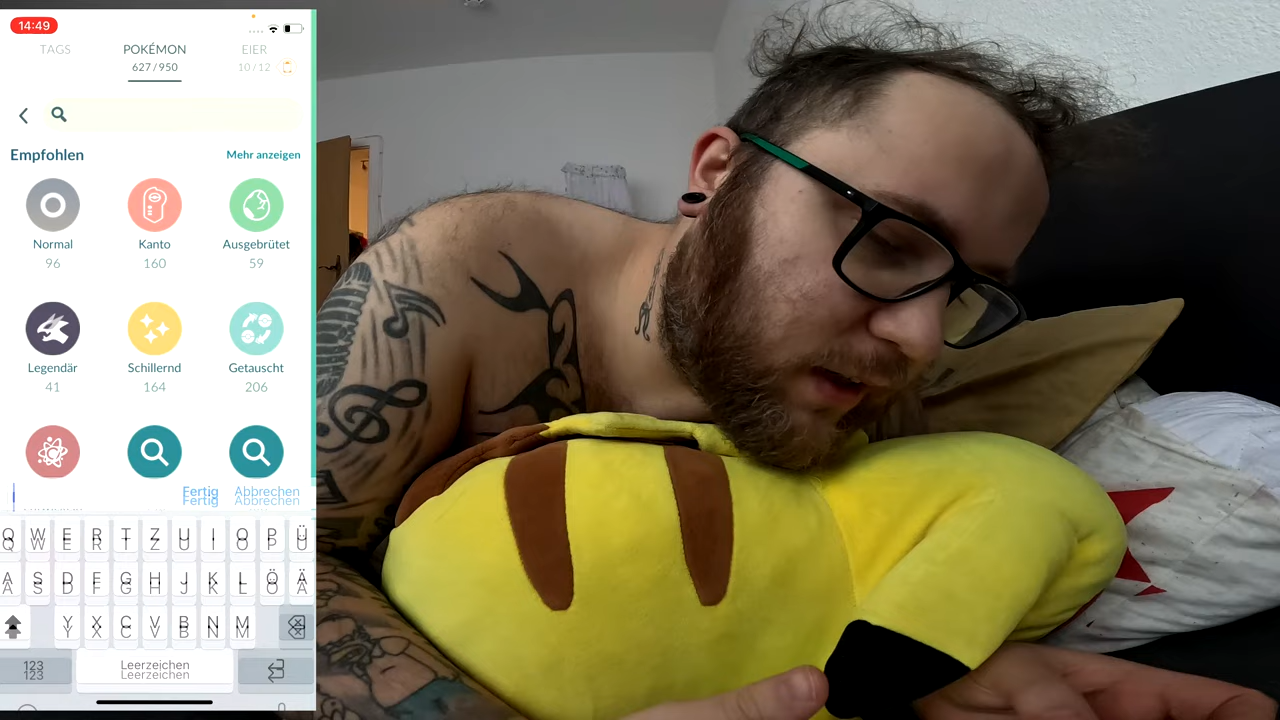 14:49
TAGS
POKÉMON
EIER
627/950
10/12
Empfohlen
Mehr anzeigen
Normal
Kanto
Ausgebrütet
96
160
59
Legendär
Schillernd
Getauscht
41
164
206
Fertig Abbrechen
Q W E R T Z U I O P Ü
A S D F G H J K L Ö Ä
Y X C V B N M
123 Leerzeichen